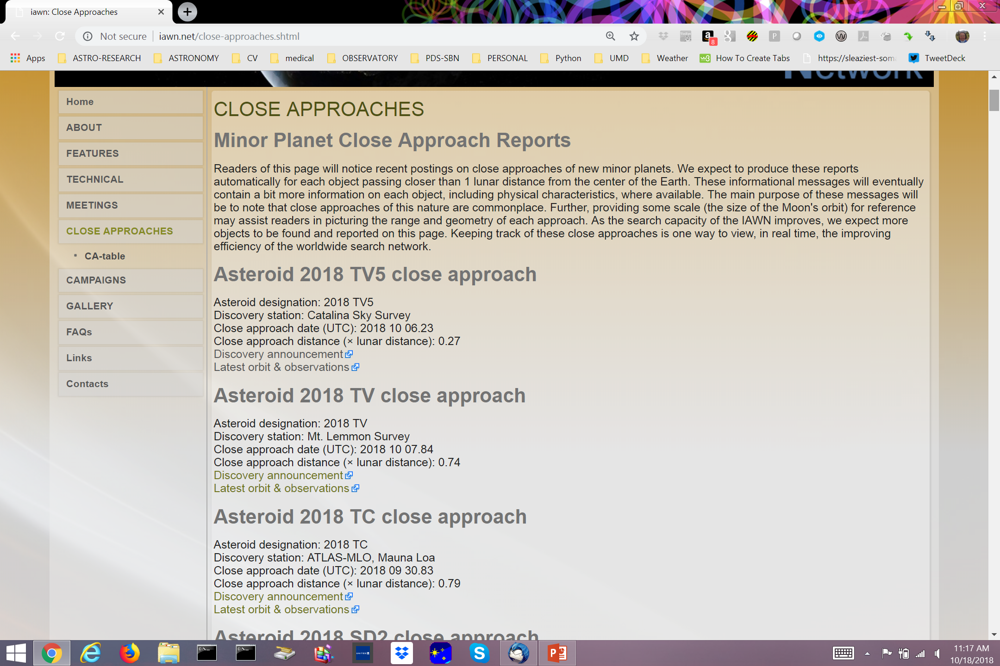 iawn: Close Approaches
Not secure
iawn.net/close-approaches.shtml
8
Apps
ASTRO-RESEARCH
ASTRONOMY
CV
medical
OBSERVATORY
PDS-SBN
PERSONAL
Python
UMD
Weather
How To Create Tabs
https://sleaziest-som
TweetDeck
Network
Home
ABOUT
FEATURES
TECHNICAL
MEETINGS
CLOSE APPROACHES
CA-table
CAMPAIGNS
GALLERY
FAQs
Links
Contacts
CLOSE APPROACHES
Minor Planet Close Approach Reports
Readers of this page will notice recent postings on close approaches of new minor planets. We expect to produce these reports
automatically for each object passing closer than 1 lunar distance from the center of the Earth. These informational messages will eventually
contain a bit more information on each object, including physical characteristics, where available. The main purpose of these messages will
be to note that close approaches of this nature are commonplace. Further, providing some scale (the size of the Moon's orbit) for reference
may assist readers in picturing the range and geometry of each approach. As the search capacity of the IAWN improves, we expect more
objects to be found and reported on this page. Keeping track of these close approaches is one way to view, in real time, the improving
efficiency of the worldwide search network.
Asteroid 2018 TV5 close approach
Asteroid designation: 2018 TV5
Discovery station: Catalina Sky Survey
Close approach date (UTC): 2018 10 06.23
Close approach distance (× lunar distance): 0.27
Discovery announcement
Latest orbit & observations
Asteroid 2018 TV close approach
Asteroid designation: 2018 TV
Discovery station: Mt. Lemmon Survey
Close approach date (UTC): 2018 10 07.84
Close approach distance (× lunar distance): 0.74
Discovery announcement
Latest orbit & observations
Asteroid 2018 TC close approach
Asteroid designation: 2018 TC
Discovery station: ATLAS-MLO, Mauna Loa
Close approach date (UTC): 2018 09 30.83
Close approach distance (× lunar distance): 0.79
Discovery announcement
Latest orbit & observations
Asteroid 2018 SD2 close approach
11:17 AM
10/18/2018